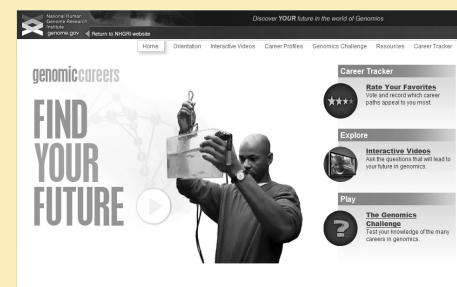 National Human
Genome Research
Institute
genome.gov
Return to NHGRI website
Discover YOUR future in the world of Genomics
Home Orientation Interactive Videos Career Profiles Genomics Challenge Resources Career Tracker
genomiccareers
FIND
YOUR
FUTURE
Career Tracker
Rate Your Favorites
Vote and record which career
paths appeal to you most.
Explore
Interactive Videos
Ask the questions that will lead to
your future in genomics.
Play
The Genomics
Challenge
Test your knowledge of the many
careers in genomics.